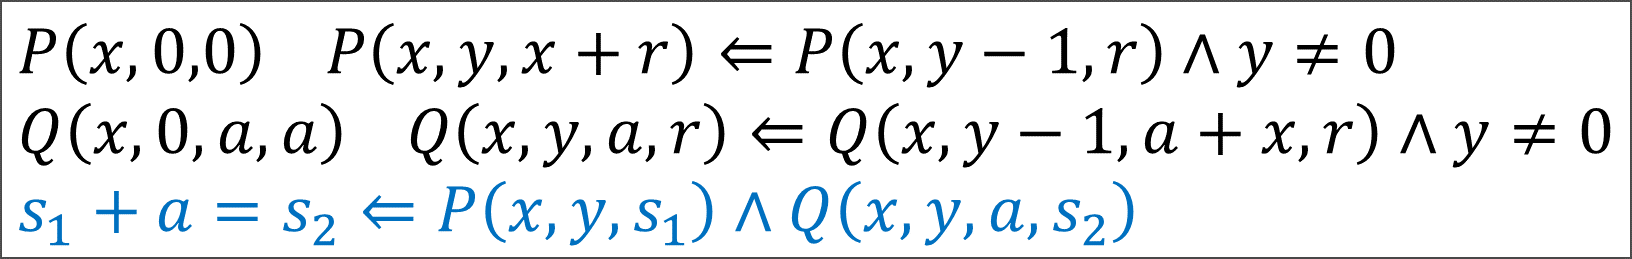 P(x, 0,0) P(x, y, x + r) ⇐ P(x, y − 1, r) ∧ y ≠ 0
Q(x, 0, a, a) Q(x, y, a, r) ⇐ Q(x, y − 1, a + x, r) ∧ y ≠ 0
s₁ + a = s₂ ⇐ P(x, y, s₁) ∧ Q(x, y, a, s₂)